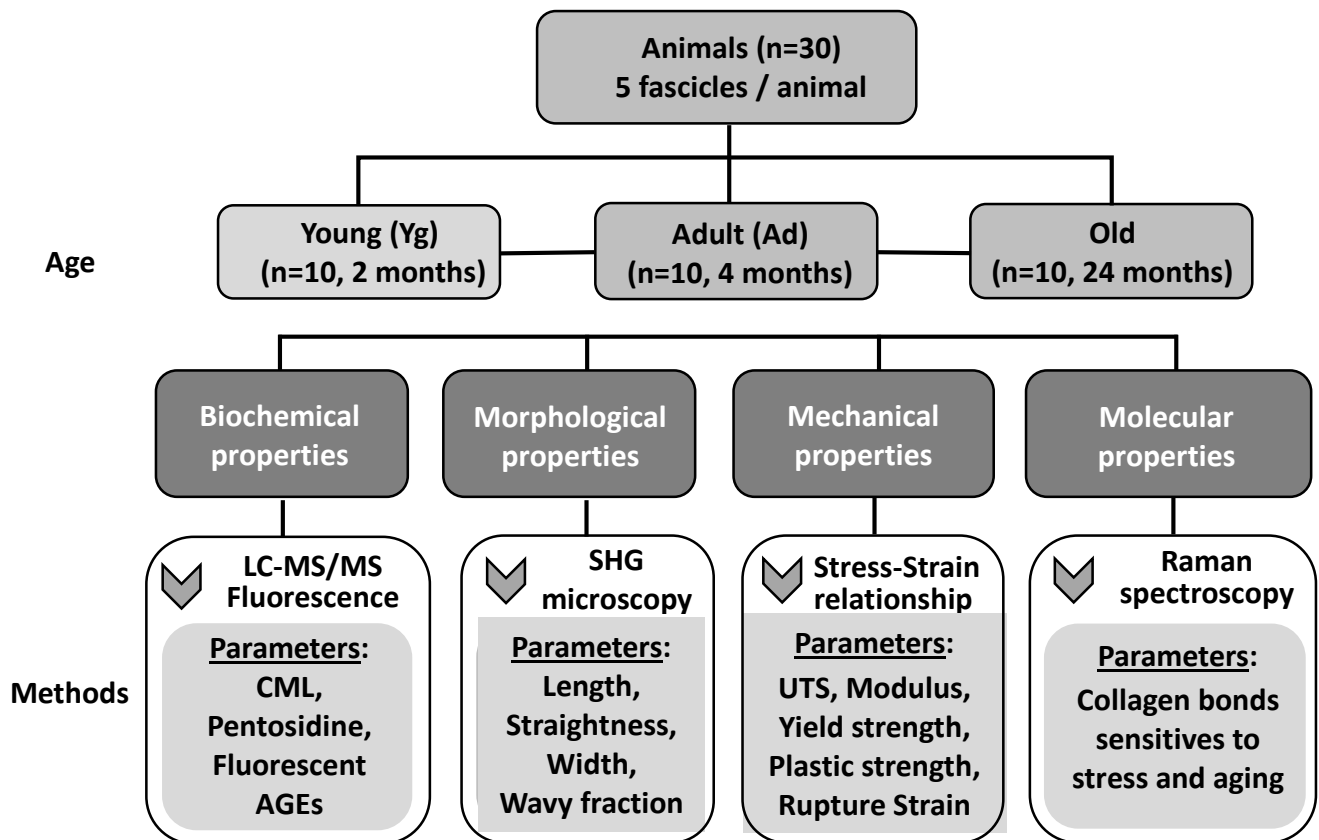 Animals (n=30)
5 fascicles / animal
Age
Young (Yg)
(n=10, 2 months)
Adult (Ad)
(n=10, 4 months)
Old
(n=10, 24 months)
Biochemical
properties
Morphological
properties
Mechanical
properties
Molecular
properties
Methods
LC-MS/MS
Fluorescence
Parameters:
CML,
Pentosidine,
Fluorescent
AGEs
SHG
microscopy
Parameters:
Length,
Straightness,
Width,
Wavy fraction
Stress-Strain
relationship
Parameters:
UTS, Modulus,
Yield strength,
Plastic strength,
Rupture Strain
Raman
spectroscopy
Parameters:
Collagen bonds
sensitives to
stress and aging